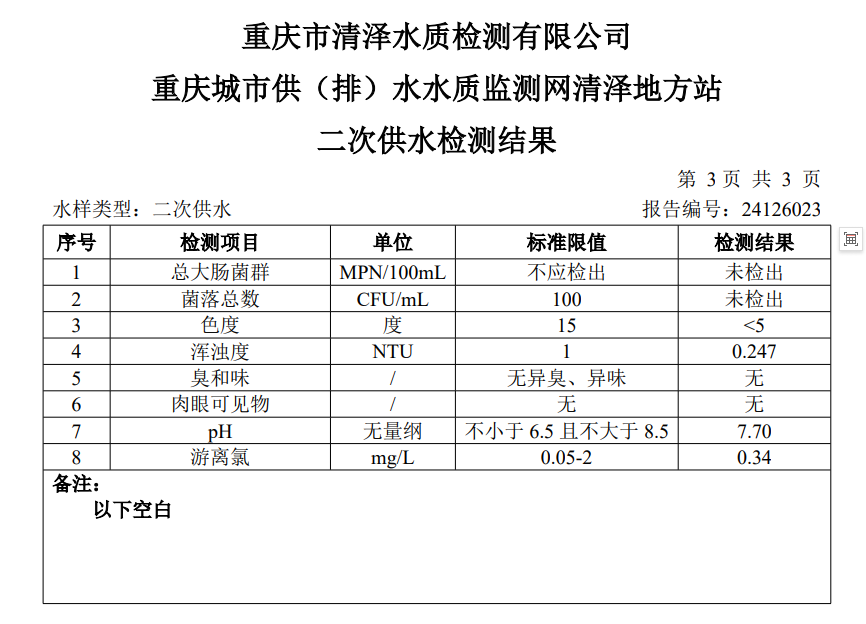 重庆市清泽水质检测有限公司
重庆城市供（排）水水质监测网清泽地方站
二次供水检测结果
第 3 页 共 3 页
水样类型：二次供水 报告编号：24126023
序号 检测项目 单位 标准限值 检测结果
1 总大肠菌群 MPN/100mL 不应检出 未检出
2 菌落总数 CFU/mL 100 未检出
3 色度 度 15 <5
4 浑浊度 NTU 1 0.247
5 臭和味 / 无异臭、异味 无
6 肉眼可见物 / 无 无
7 pH 无量纲 不小于 6.5 且不大于 8.5 7.70
8 游离氯 mg/L 0.05-2 0.34
备注：
以下空白